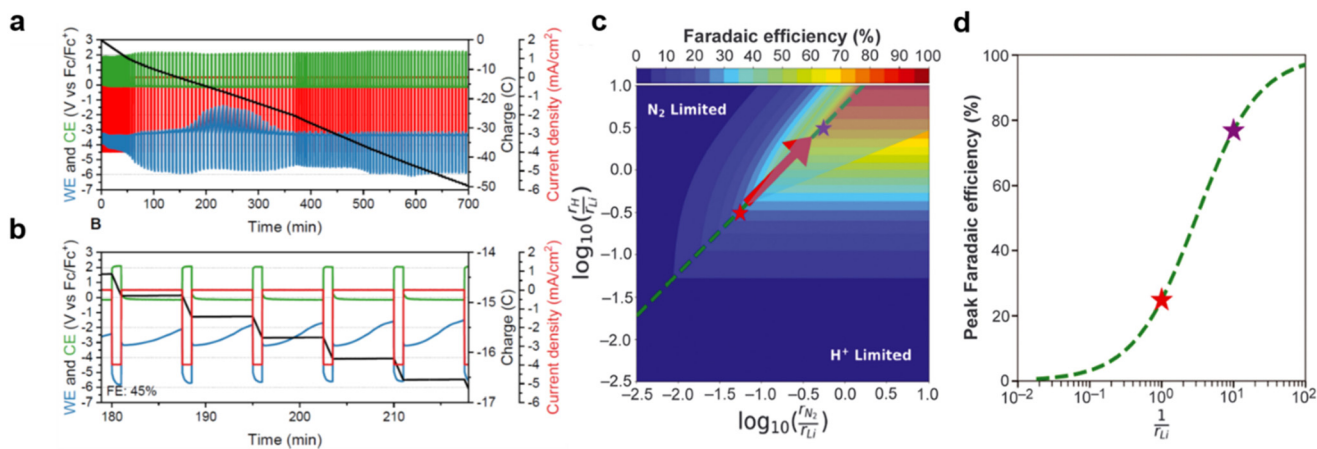 a
WE and CE (V vs Fc/Fc⁺)
3
2
1
0
-1
-2
-3
-4
-5
-6
-7
0 100 200 300 400 500 600 700
Time (min)
0
-10
-20
-30
-40
-50
Charge (C)
2
1
0
-1
-2
-3
-4
-5
-6
Current density (mA/cm²)
b
B
WE and CE (V vs Fc/Fc⁺)
3
2
1
0
-1
-2
-3
-4
-5
-6
-7
FE: 45%
180 190 200 210
Time (min)
-14
-15
-16
-17
Charge (C)
2
1
0
-1
-2
-3
-4
-5
-6
Current density (mA/cm²)
c
Faradaic efficiency (%)
0 10 20 30 40 50 60 70 80 90 100
log₁₀(r_H/r_Li)
1.0
0.5
0.0
−0.5
−1.0
−1.5
−2.0
−2.5
N₂ Limited
H⁺ Limited
−2.5 −2.0 −1.5 −1.0 −0.5 0.0 0.5 1.0
log₁₀(r_N₂/r_Li)
d
Peak Faradaic efficiency (%)
100
80
60
40
20
0
10⁻² 10⁻¹ 10⁰ 10¹ 10²
1/r_Li